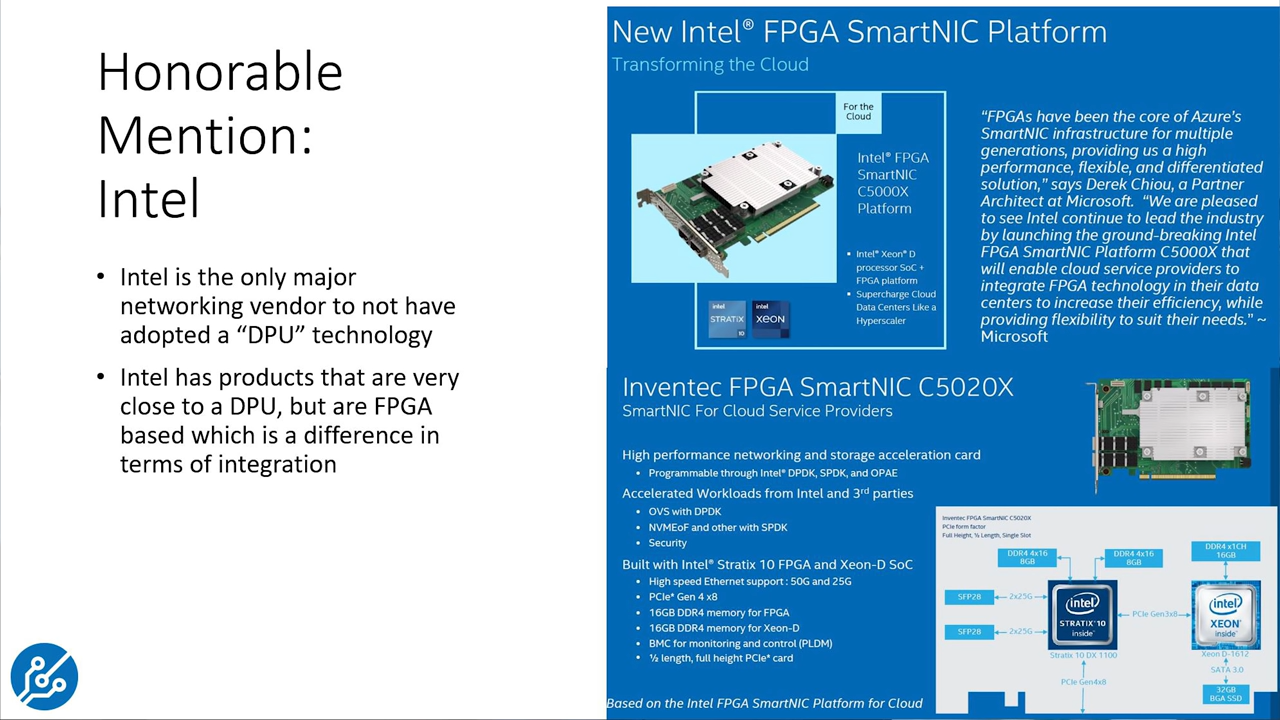 Honorable
Mention:
Intel
• Intel is the only major
networking vendor to not have
adopted a “DPU” technology
• Intel has products that are very
close to a DPU, but are FPGA
based which is a difference in
terms of integration
New Intel® FPGA SmartNIC Platform
Transforming the Cloud
For the
Cloud
Intel® FPGA
SmartNIC
C5000X
Platform
▪ Intel® Xeon® D
processor SoC +
FPGA platform
▪ Supercharge Cloud
Data Centers Like a
Hyperscaler
intel
STRATIX
10
intel
XEON
“FPGAs have been the core of Azure’s
SmartNIC infrastructure for multiple
generations, providing us a high
performance, flexible, and differentiated
solution,” says Derek Chiou, a Partner
Architect at Microsoft. “We are pleased
to see Intel continue to lead the industry
by launching the ground-breaking Intel
FPGA SmartNIC Platform C5000X that
will enable cloud service providers to
integrate FPGA technology in their data
centers to increase their efficiency, while
providing flexibility to suit their needs.” ~
Microsoft
Inventec FPGA SmartNIC C5020X
SmartNIC For Cloud Service Providers
High performance networking and storage acceleration card
• Programmable through Intel® DPDK, SPDK, and OPAE
Accelerated Workloads from Intel and 3rd parties
• OVS with DPDK
• NVMEoF and other with SPDK
• Security
Built with Intel® Stratix 10 FPGA and Xeon-D SoC
• High speed Ethernet support : 50G and 25G
• PCIe® Gen 4 x8
• 16GB DDR4 memory for FPGA
• 16GB DDR4 memory for Xeon-D
• BMC for monitoring and control (PLDM)
• ½ length, full height PCIe® card
Based on the Intel FPGA SmartNIC Platform for Cloud
Inventec FPGA SmartNIC C5020X
PCIe form factor
Full Height, ½ Length, Single Slot
DDR4 4x16
8GB
DDR4 4x16
8GB
DDR4 x1CH
16GB
SFP28
2x25G
SFP28
2x25G
intel
STRATIX®10
inside™
Stratix 10 DX 1100
PCIe Gen3x8
intel
XEON®
inside™
Xeon D-1612
SATA 3.0
32GB
BGA SSD
PCIe Gen4x8